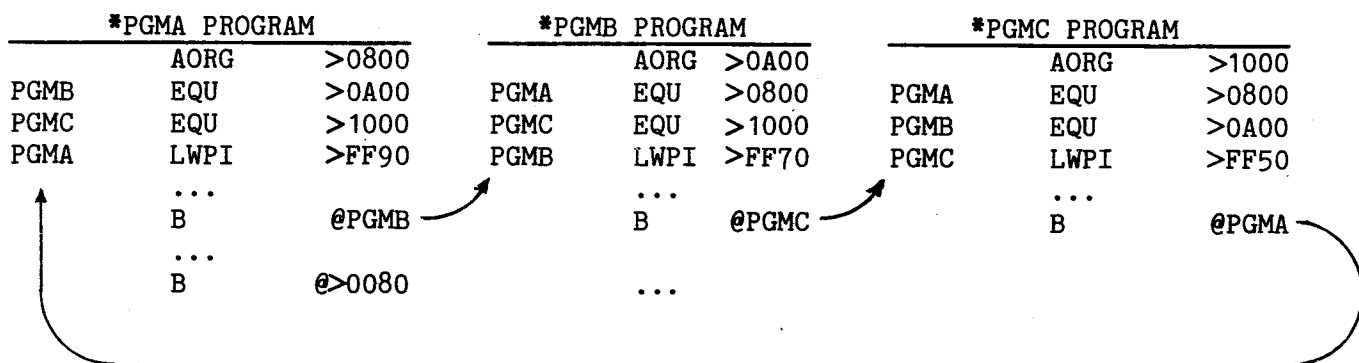 *PGMA PROGRAM
AORG >0800
PGMB EQU >0A00
PGMC EQU >1000
PGMA LWPI >FF90
...
B @PGMB
...
B @>0080
*PGMB PROGRAM
AORG >0A00
PGMA EQU >0800
PGMC EQU >1000
PGMB LWPI >FF70
...
B @PGMC
...
*PGMC PROGRAM
AORG >1000
PGMA EQU >0800
PGMB EQU >0A00
PGMC LWPI >FF50
...
B @PGMA